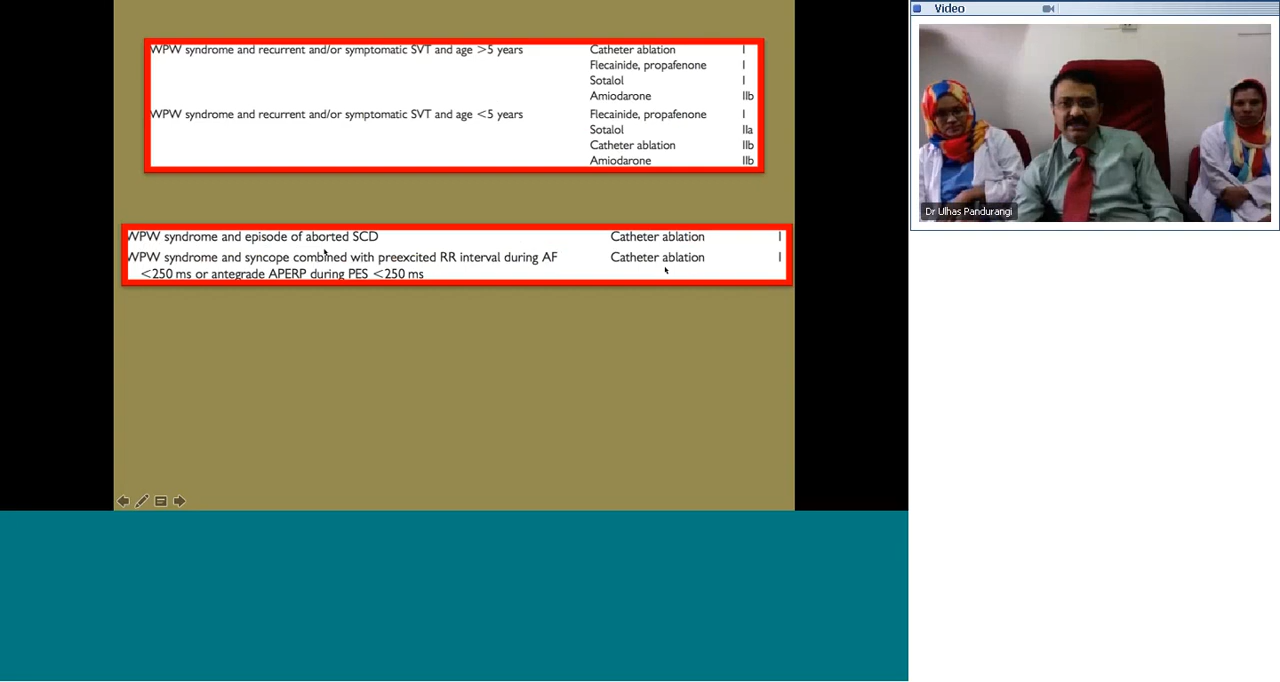 Video
WPW syndrome and recurrent and/or symptomatic SVT and age >5 years Catheter ablation I
Flecainide, propafenone I
Sotalol I
Amiodarone IIb
WPW syndrome and recurrent and/or symptomatic SVT and age <5 years Flecainide, propafenone I
Sotalol IIa
Catheter ablation IIb
Amiodarone IIb
WPW syndrome and episode of aborted SCD Catheter ablation I
WPW syndrome and syncope combined with preexcited RR interval during AF Catheter ablation I
<250 ms or antegrade APERP during PES <250 ms
Dr Ulhas Pandurangi